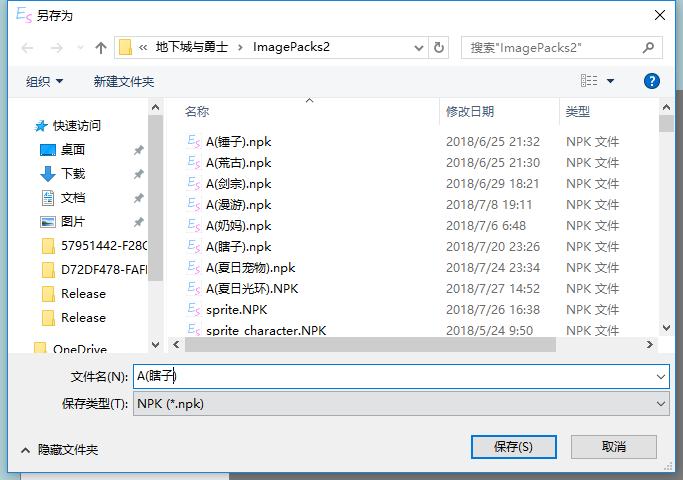 另存为
« 地下城与勇士 › ImagePacks2
搜索"ImagePacks2"
组织
新建文件夹
名称 修改日期 类型
快速访问
桌面
下载
文档
图片
57951442-F28C
D72DF478-FAF
Release
Release
OneDrive
A(锤子).npk 2018/6/25 21:32 NPK 文件
A(荒古).npk 2018/6/25 21:30 NPK 文件
A(剑宗).npk 2018/6/29 18:21 NPK 文件
A(漫游).npk 2018/7/8 19:11 NPK 文件
A(奶妈).npk 2018/7/6 6:48 NPK 文件
A(瞎子).npk 2018/7/20 23:26 NPK 文件
A(夏日宠物).npk 2018/7/24 23:34 NPK 文件
A(夏日光环).NPK 2018/7/27 14:52 NPK 文件
sprite.NPK 2018/7/26 16:38 NPK 文件
sprite_character.NPK 2018/5/24 9:50 NPK 文件
文件名(N): A(瞎子)
保存类型(T): NPK (*.npk)
隐藏文件夹
保存(S)
取消